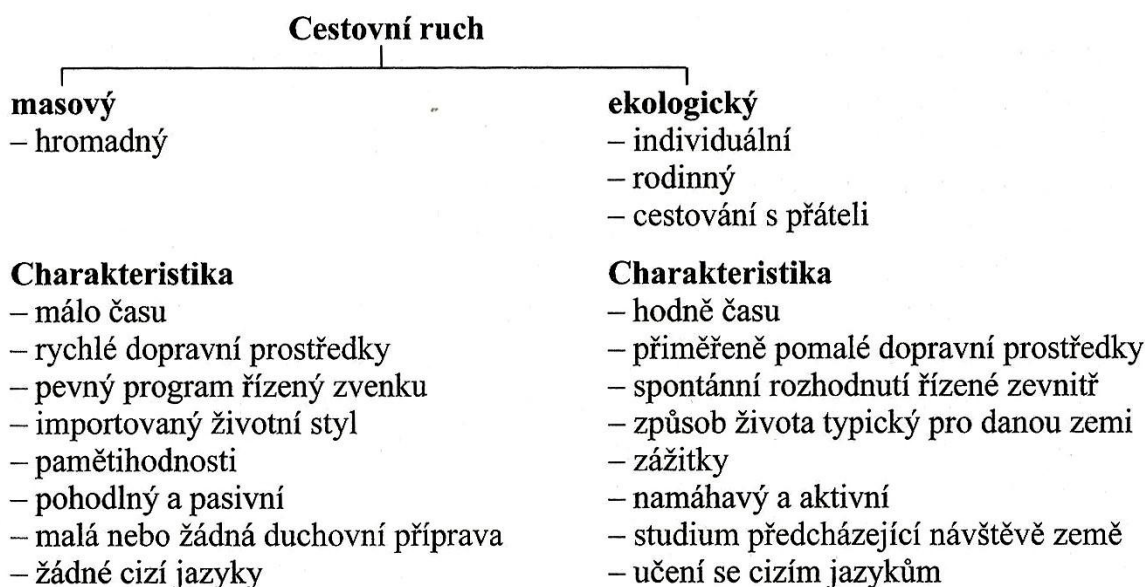 Cestovní ruch
masový
– hromadný
ekologický
– individuální
– rodinný
– cestování s přáteli
Charakteristika
– málo času
– rychlé dopravní prostředky
– pevný program řízený zvenku
– importovaný životní styl
– pamětihodnosti
– pohodlný a pasivní
– malá nebo žádná duchovní příprava
– žádné cizí jazyky
Charakteristika
– hodně času
– přiměřeně pomalé dopravní prostředky
– spontánní rozhodnutí řízené zevnitř
– způsob života typický pro danou zemi
– zážitky
– namáhavý a aktivní
– studium předcházející návštěvě země
– učení se cizím jazykům